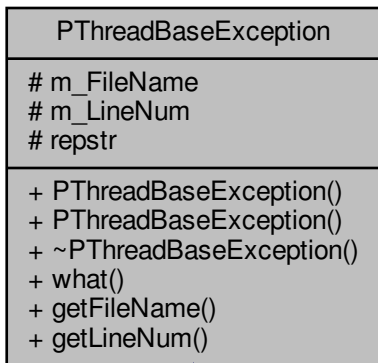 PThreadBaseException
# m_FileName
# m_LineNum
# repstr
+ PThreadBaseException()
+ PThreadBaseException()
+ ~PThreadBaseException()
+ what()
+ getFileName()
+ getLineNum()